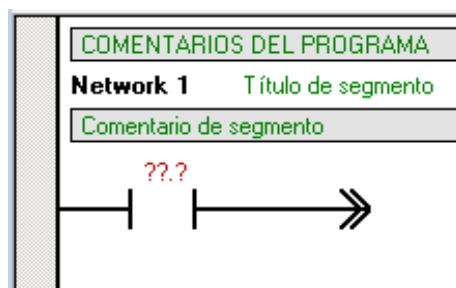 COMENTARIOS DEL PROGRAMA
Network 1 Título de segmento
Comentario de segmento
??.?